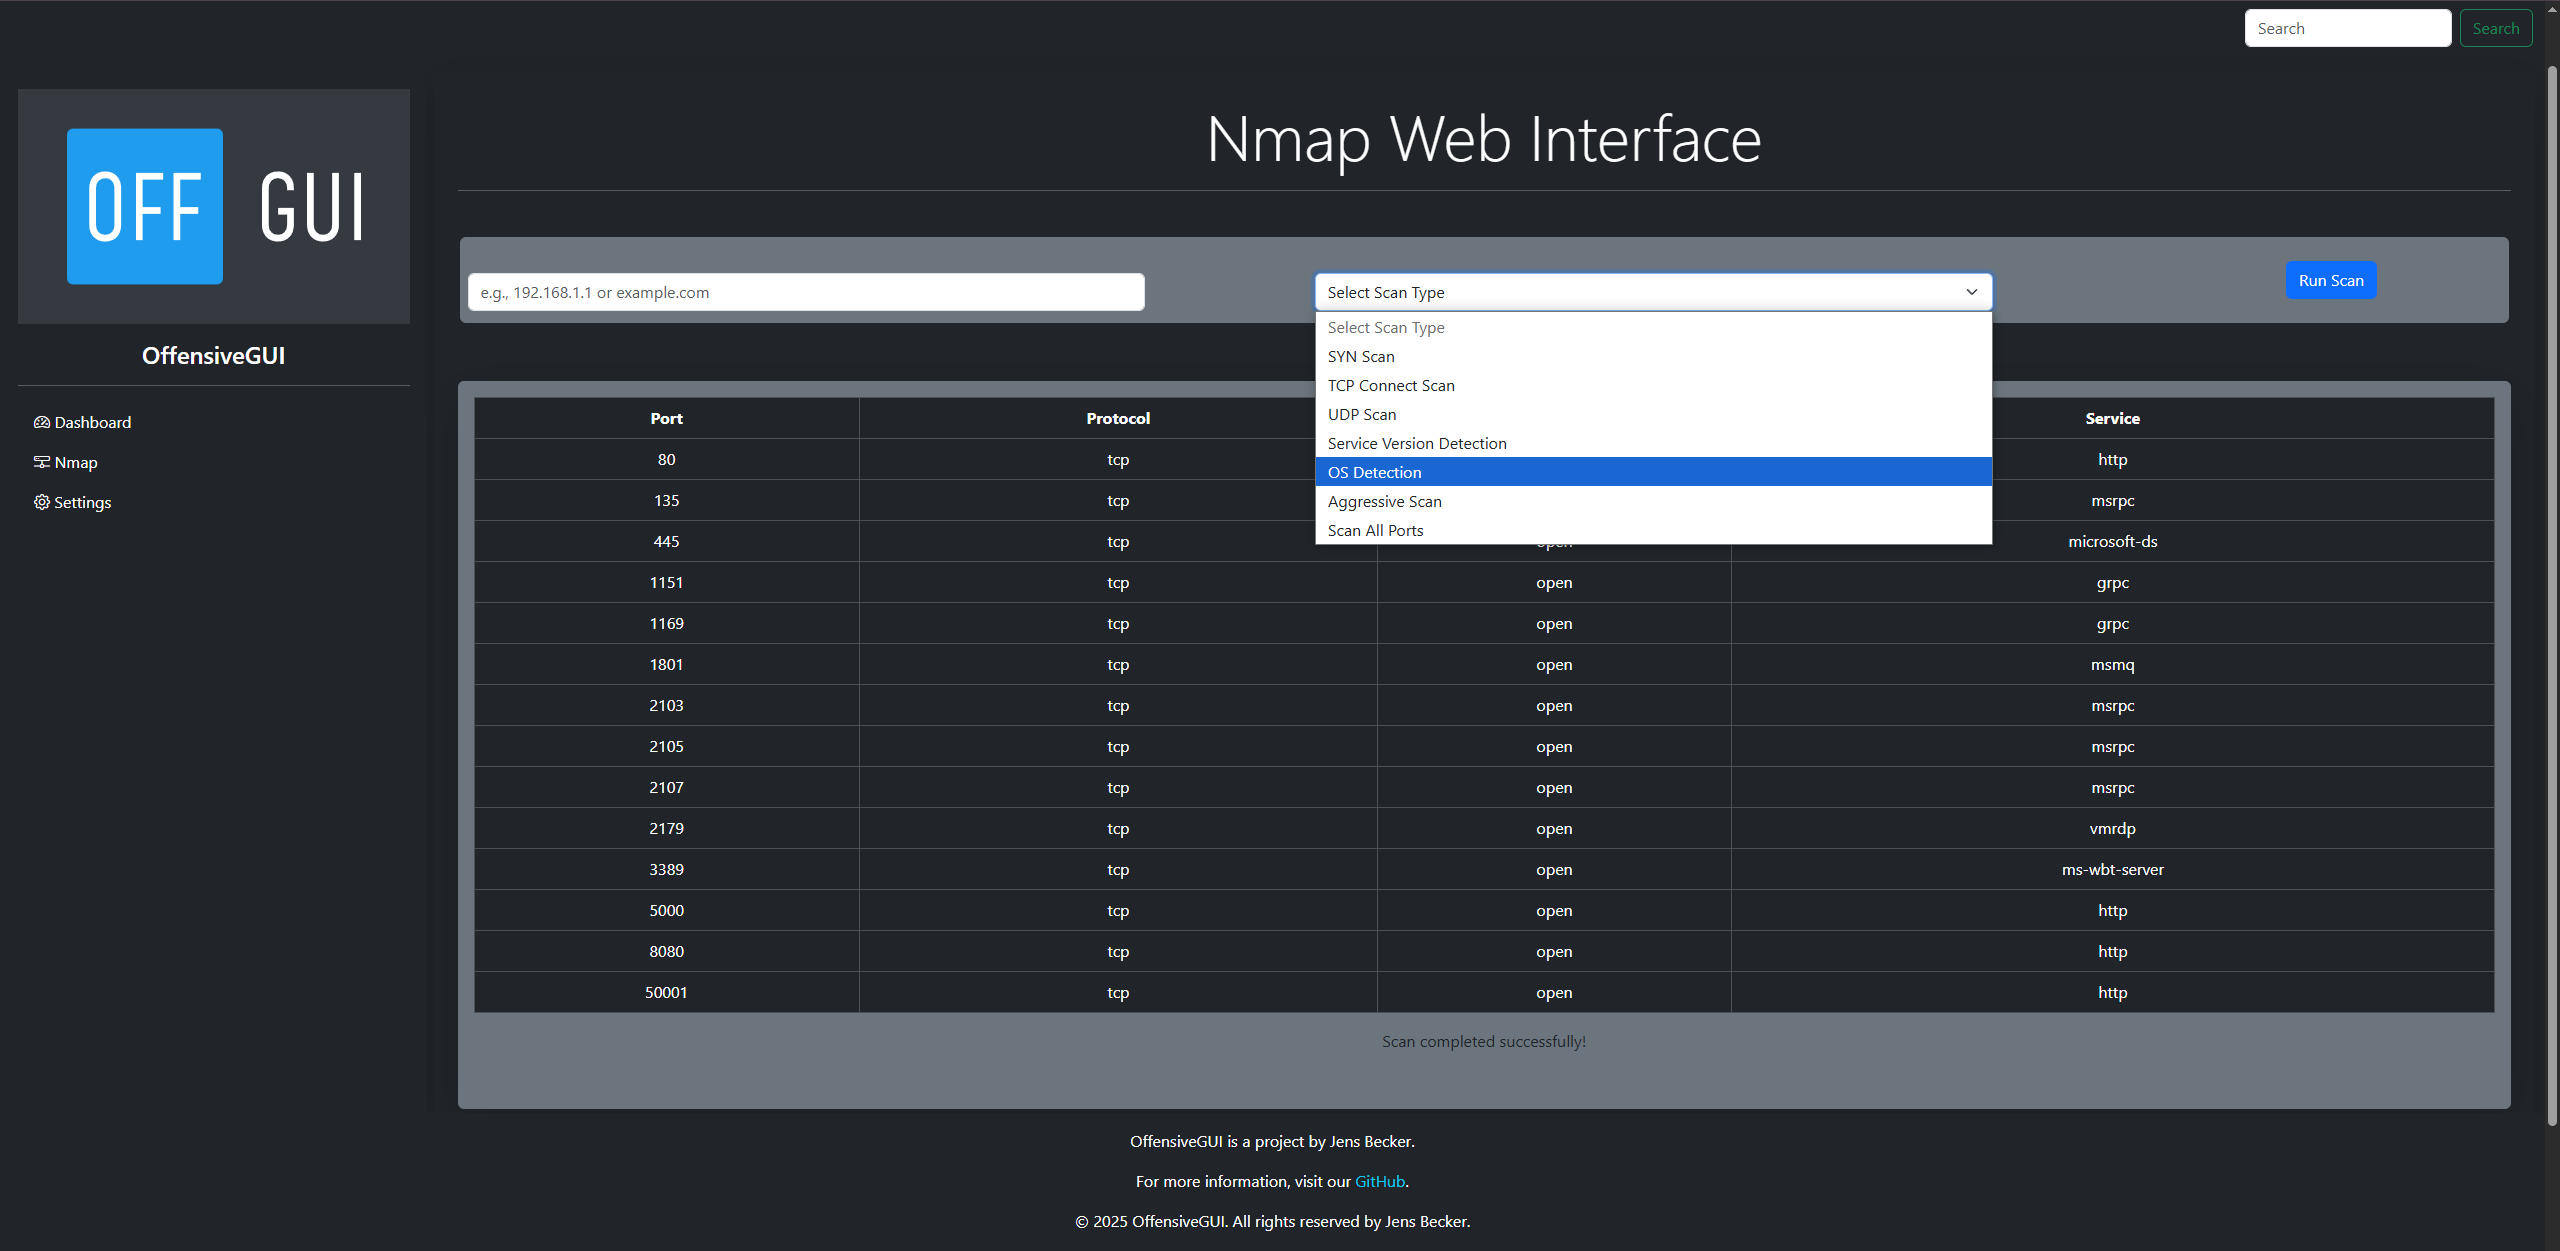 Search Search
OFF GUI
OffensiveGUI
Dashboard
Nmap
Settings
Nmap Web Interface
e.g., 192.168.1.1 or example.com
Select Scan Type
Run Scan
Select Scan Type
SYN Scan
TCP Connect Scan
UDP Scan
Service Version Detection
OS Detection
Aggressive Scan
Scan All Ports
Port Protocol Service
80 tcp http
135 tcp msrpc
445 tcp open microsoft-ds
1151 tcp open grpc
1169 tcp open grpc
1801 tcp open msmq
2103 tcp open msrpc
2105 tcp open msrpc
2107 tcp open msrpc
2179 tcp open vmrdp
3389 tcp open ms-wbt-server
5000 tcp open http
8080 tcp open http
50001 tcp open http
Scan completed successfully!
OffensiveGUI is a project by Jens Becker.
For more information, visit our GitHub.
© 2025 OffensiveGUI. All rights reserved by Jens Becker.